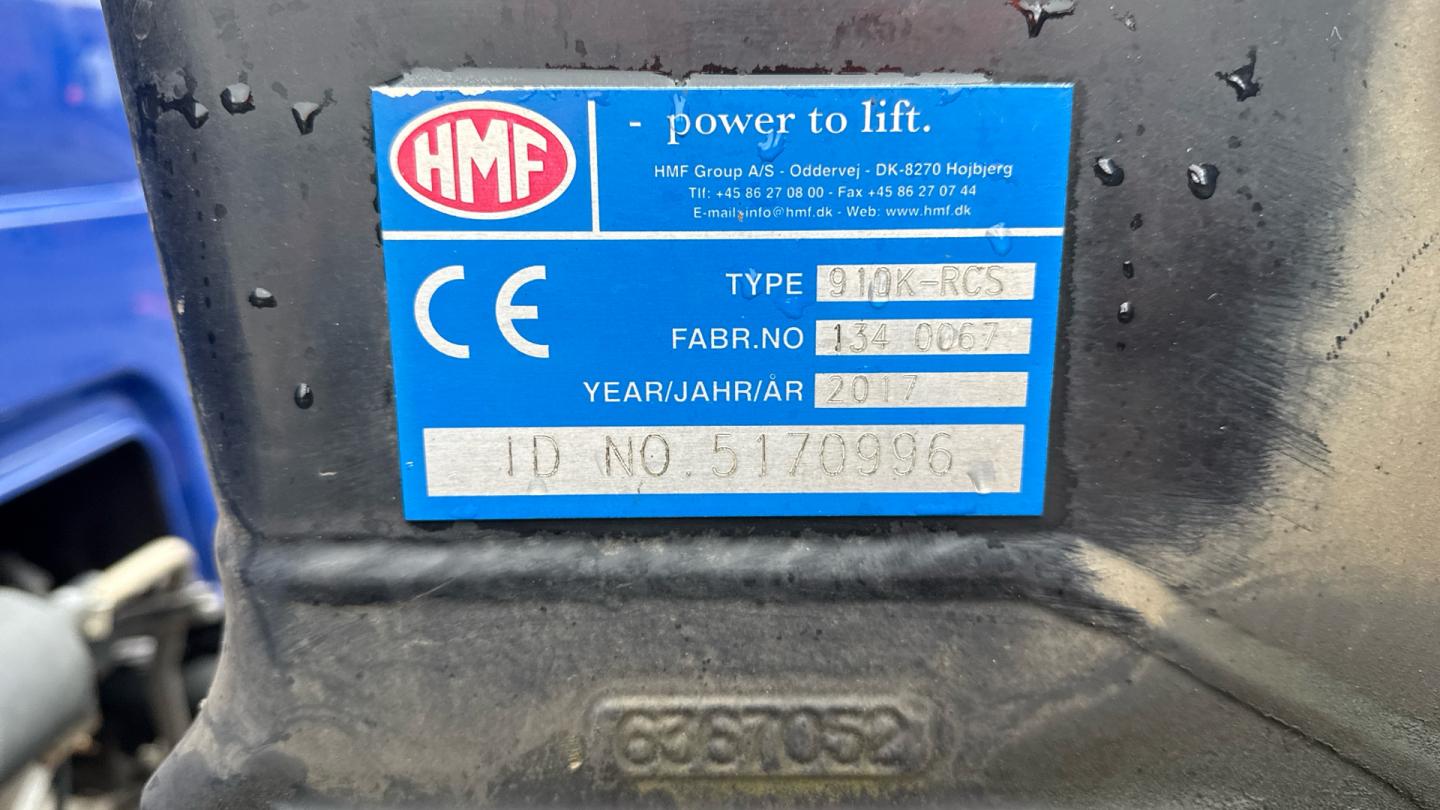 HMF
- power to lift.
HMF Group A/S - Oddervej - DK-8270 Højbjerg
Tlf: +45 86 27 08 00 - Fax +45 86 27 07 44
E-mail: info@hmf.dk - Web: www.hmf.dk
CE
TYPE 910K-RCS
FABR.NO 134 0067
YEAR/JAHR/ÅR 2017
ID NO.5170996
6367052